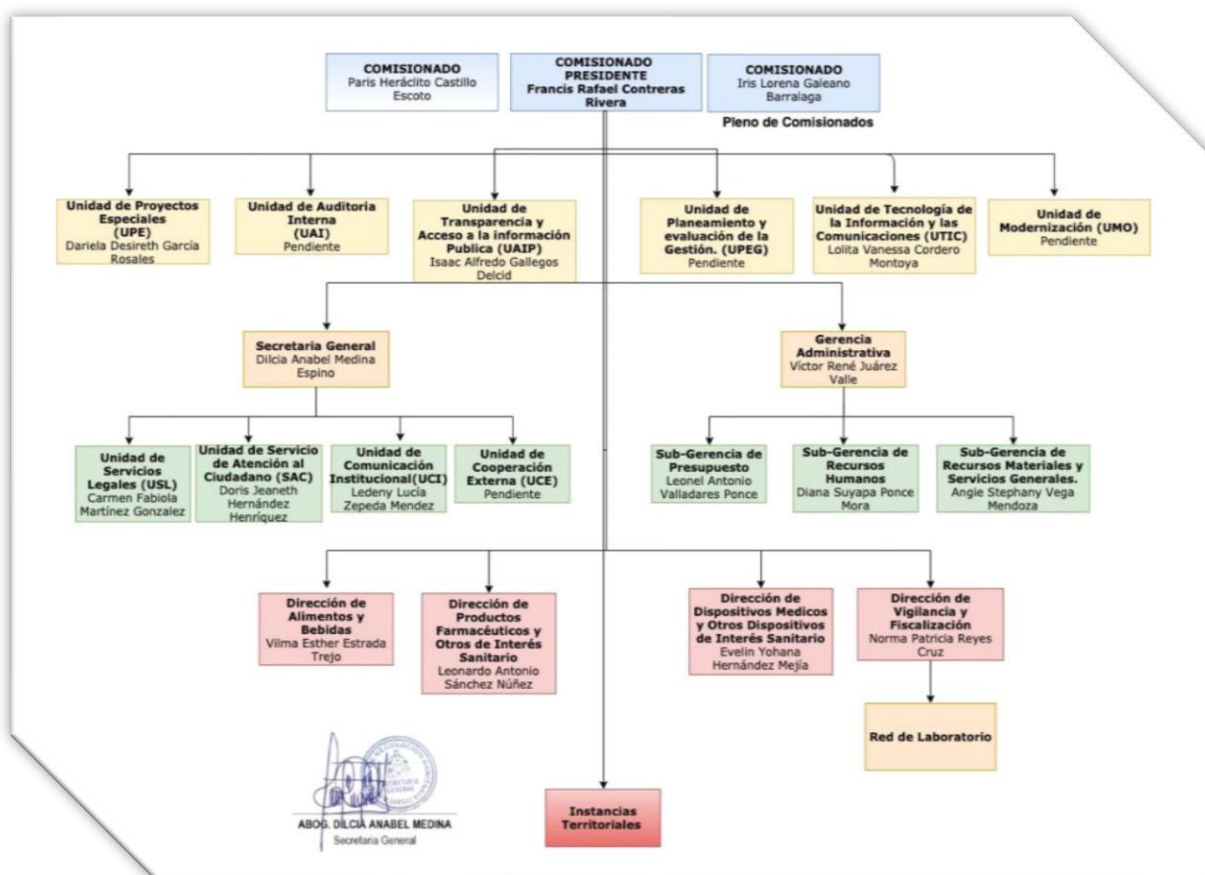 COMISIONADO
Paris Heráclito Castillo
Escoto
COMISIONADO
PRESIDENTE
Francis Rafael Contreras
Rivera
COMISIONADO
Iris Lorena Galeano
Barralaga
Pleno de Comisionados
Unidad de Proyectos
Especiales
(UPE)
Dariela Desireth García
Rosales
Unidad de Auditoria
Interna
(UAI)
Pendiente
Unidad de
Transparencia y
Acceso a la información
Publica (UAIP)
Isaac Alfredo Gallegos
Delcid
Unidad de
Planeamiento y
evaluación de la
Gestión. (UPEG)
Pendiente
Unidad de Tecnología de
la Información y las
Comunicaciones (UTIC)
Lolita Vanessa Cordero
Montoya
Unidad de
Modernización (UMO)
Pendiente
Secretaria General
Dilcia Anabel Medina
Espino
Gerencia
Administrativa
Víctor René Juárez
Valle
Unidad de
Servicios
Legales (USL)
Carmen Fabiola
Martínez Gonzalez
Unidad de Servicio
de Atención al
Ciudadano (SAC)
Doris Jeaneth
Hernández
Henríquez
Unidad de
Comunicación
Institucional(UCI)
Ledeny Lucía
Zepeda Mendez
Unidad de
Cooperación
Externa (UCE)
Pendiente
Sub-Gerencia de
Presupuesto
Leonel Antonio
Valladares Ponce
Sub-Gerencia de
Recursos
Humanos
Diana Suyapa Ponce
Mora
Sub-Gerencia de
Recursos Materiales y
Servicios Generales.
Angie Stephany Vega
Mendoza
Dirección de
Alimentos y
Bebidas
Vilma Esther Estrada
Trejo
Dirección de
Productos
Farmacéuticos y
Otros de Interés
Sanitario
Leonardo Antonio
Sánchez Núñez
Dirección de
Dispositivos Medicos
y Otros Dispositivos
de Interés Sanitario
Evelin Yohana
Hernández Mejía
Dirección de
Vigilancia y
Fiscalización
Norma Patricia Reyes
Cruz
Red de Laboratorio
Instancias
Territoriales
SECRETARIA
GENERAL
ABOG. DILCIA ANABEL MEDINA
Secretaria General